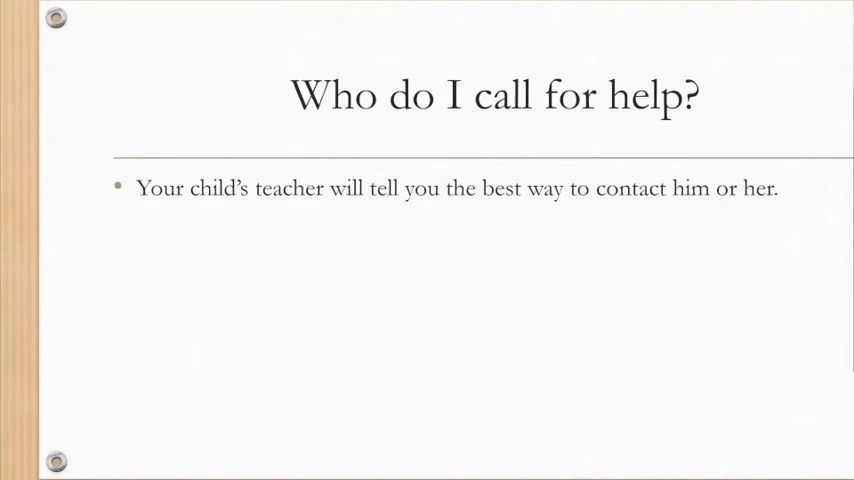 Who do I call for help?
• Your child’s teacher will tell you the best way to contact him or her.